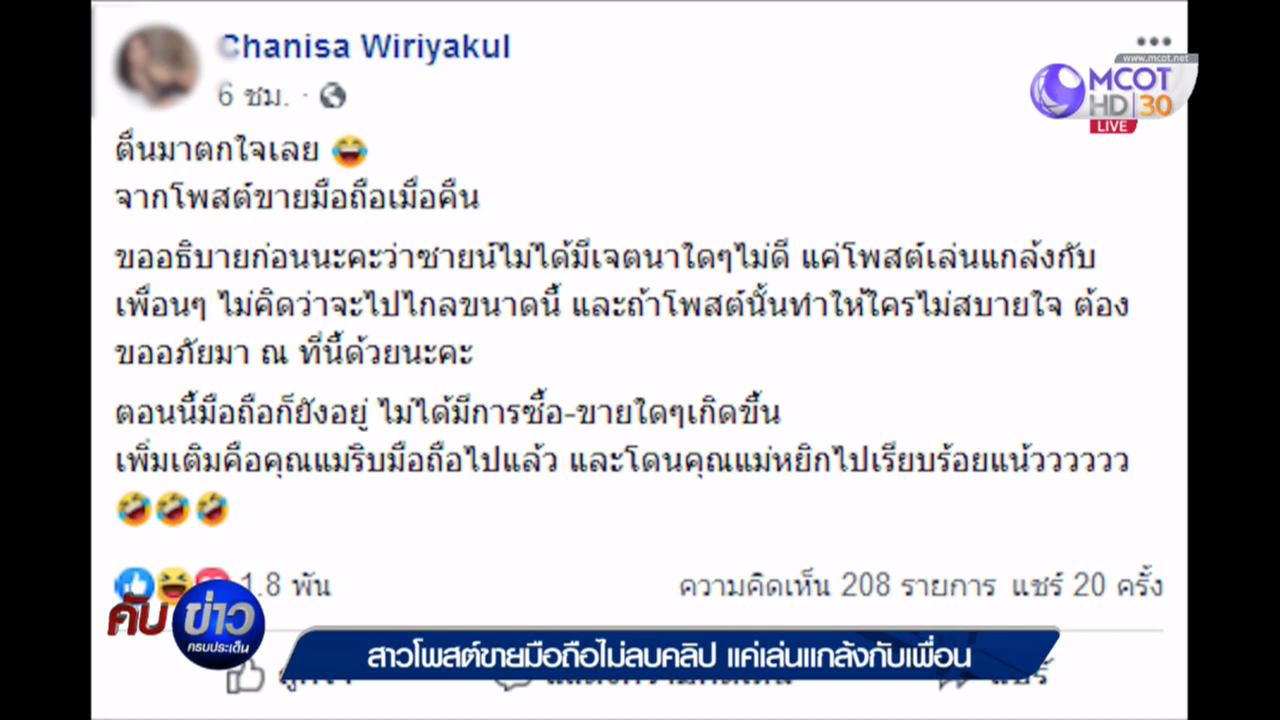 Chanisa Wiriyakul
6 ชม. ·
www.mcot.net
MCOT
HD 30
LIVE
ตื่นมาตกใจเลย 😂
จากโพสต์ขายมือถือเมื่อคืน
ขออธิบายก่อนนะคะว่าซายน์ไม่ได้มีเจตนาใดๆไม่ดี แค่โพสต์เล่นแกล้งกับ
เพื่อนๆ ไม่คิดว่าจะไปไกลขนาดนี้ และถ้าโพสต์นั้นทำให้ใครไม่สบายใจ ต้อง
ขออภัยมา ณ ที่นี้ด้วยนะคะ
ตอนนี้มือถือก็ยังอยู่ ไม่ได้มีการซื้อ-ขายใดๆเกิดขึ้น
เพิ่มเติมคือคุณแม่ริบมือถือไปแล้ว และโดนคุณแม่หยิกไปเรียบร้อยแน้วววววว
🤣🤣🤣
1.8 พัน
ความคิดเห็น 208 รายการ แชร์ 20 ครั้ง
คับข่าว
ครบประเด็น
สาวโพสต์ขายมือถือไม่ลบคลิป แค่เล่นแกล้งกับเพื่อน